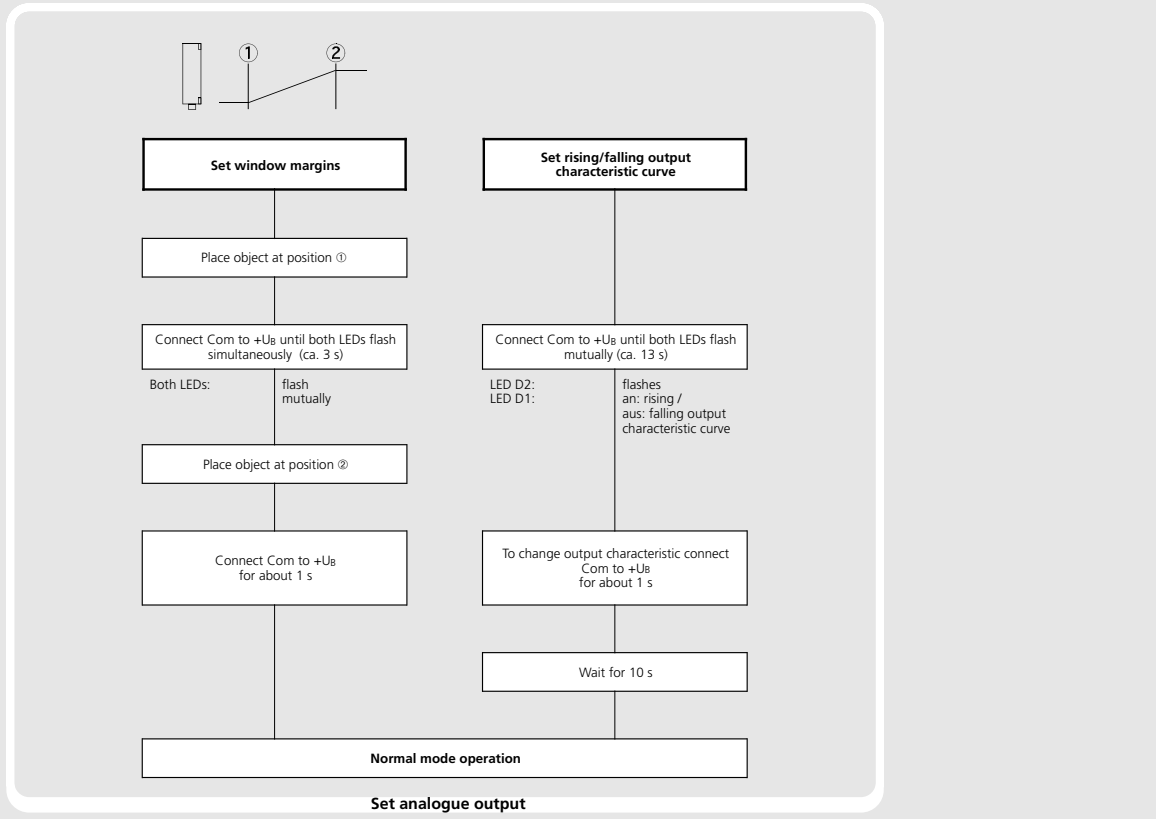 ① ②
Set window margins
Place object at position ①
Connect Com to +UB until both LEDs flash
simultaneously (ca. 3 s)
Both LEDs: flash
mutually
Place object at position ②
Connect Com to +UB
for about 1 s
Set rising/falling output
characteristic curve
Connect Com to +UB until both LEDs flash
mutually (ca. 13 s)
LED D2: flashes
LED D1: an: rising /
aus: falling output
characteristic curve
To change output characteristic connect
Com to +UB
for about 1 s
Wait for 10 s
Normal mode operation
Set analogue output